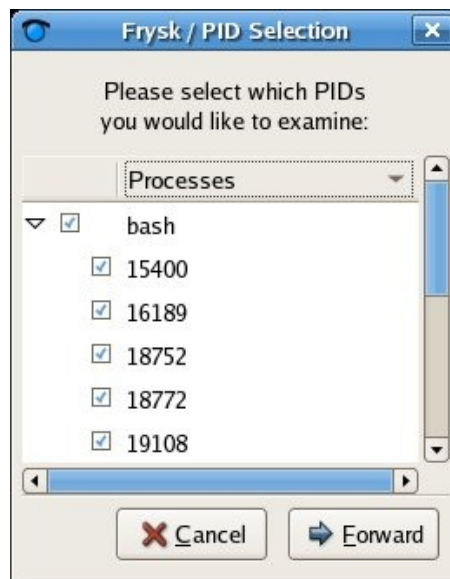 Frysk / PID Selection
Please select which PIDs
you would like to examine:
Processes
bash
15400
16189
18752
18772
19108
Cancel
Forward